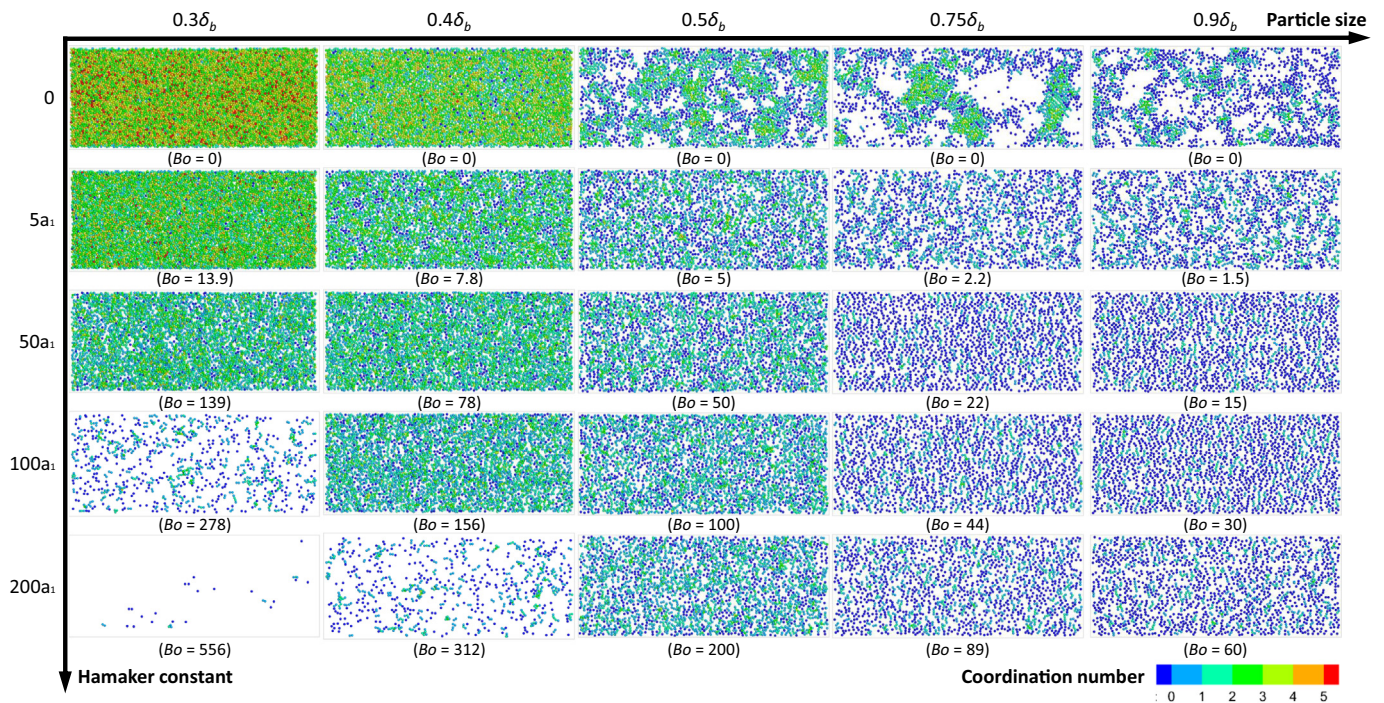 0.3δb 0.4δb 0.5δb 0.75δb 0.9δb Particle size
0
(Bo = 0) (Bo = 0) (Bo = 0) (Bo = 0) (Bo = 0)
5a₁
(Bo = 13.9) (Bo = 7.8) (Bo = 5) (Bo = 2.2) (Bo = 1.5)
50a₁
(Bo = 139) (Bo = 78) (Bo = 50) (Bo = 22) (Bo = 15)
100a₁
(Bo = 278) (Bo = 156) (Bo = 100) (Bo = 44) (Bo = 30)
200a₁
(Bo = 556) (Bo = 312) (Bo = 200) (Bo = 89) (Bo = 60)
Hamaker constant Coordination number
: 0 1 2 3 4 5